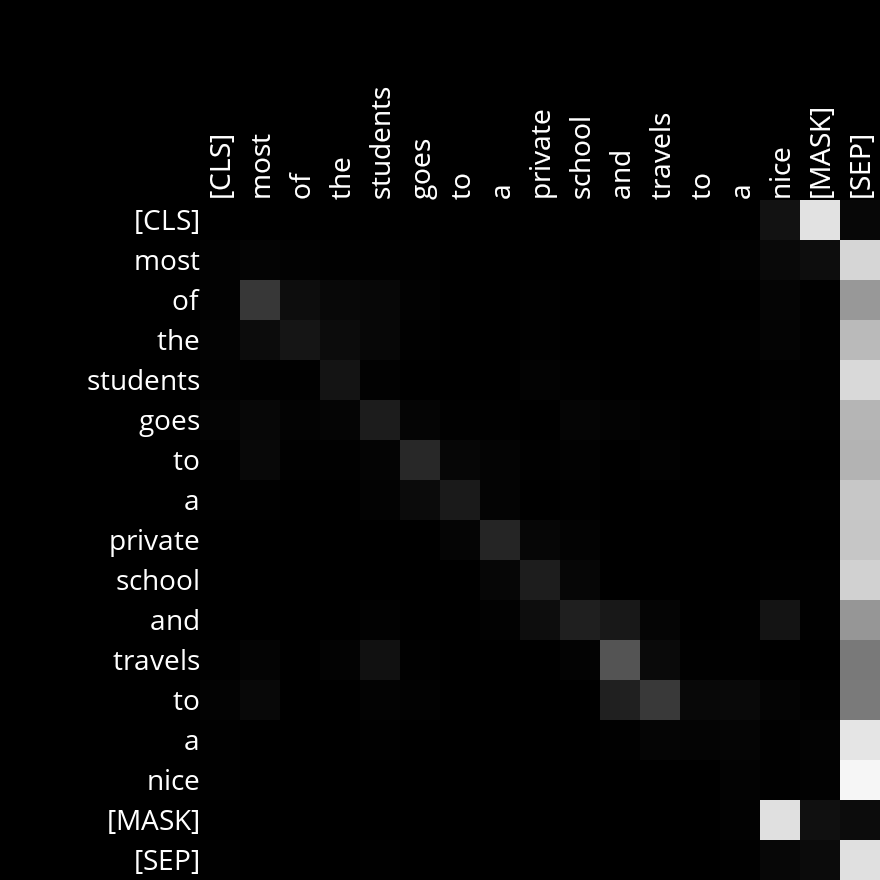 [CLS] most of the students goes to a private school and travels to a nice [MASK] [SEP]
[CLS]
most
of
the
students
goes
to
a
private
school
and
travels
to
a
nice
[MASK]
[SEP]